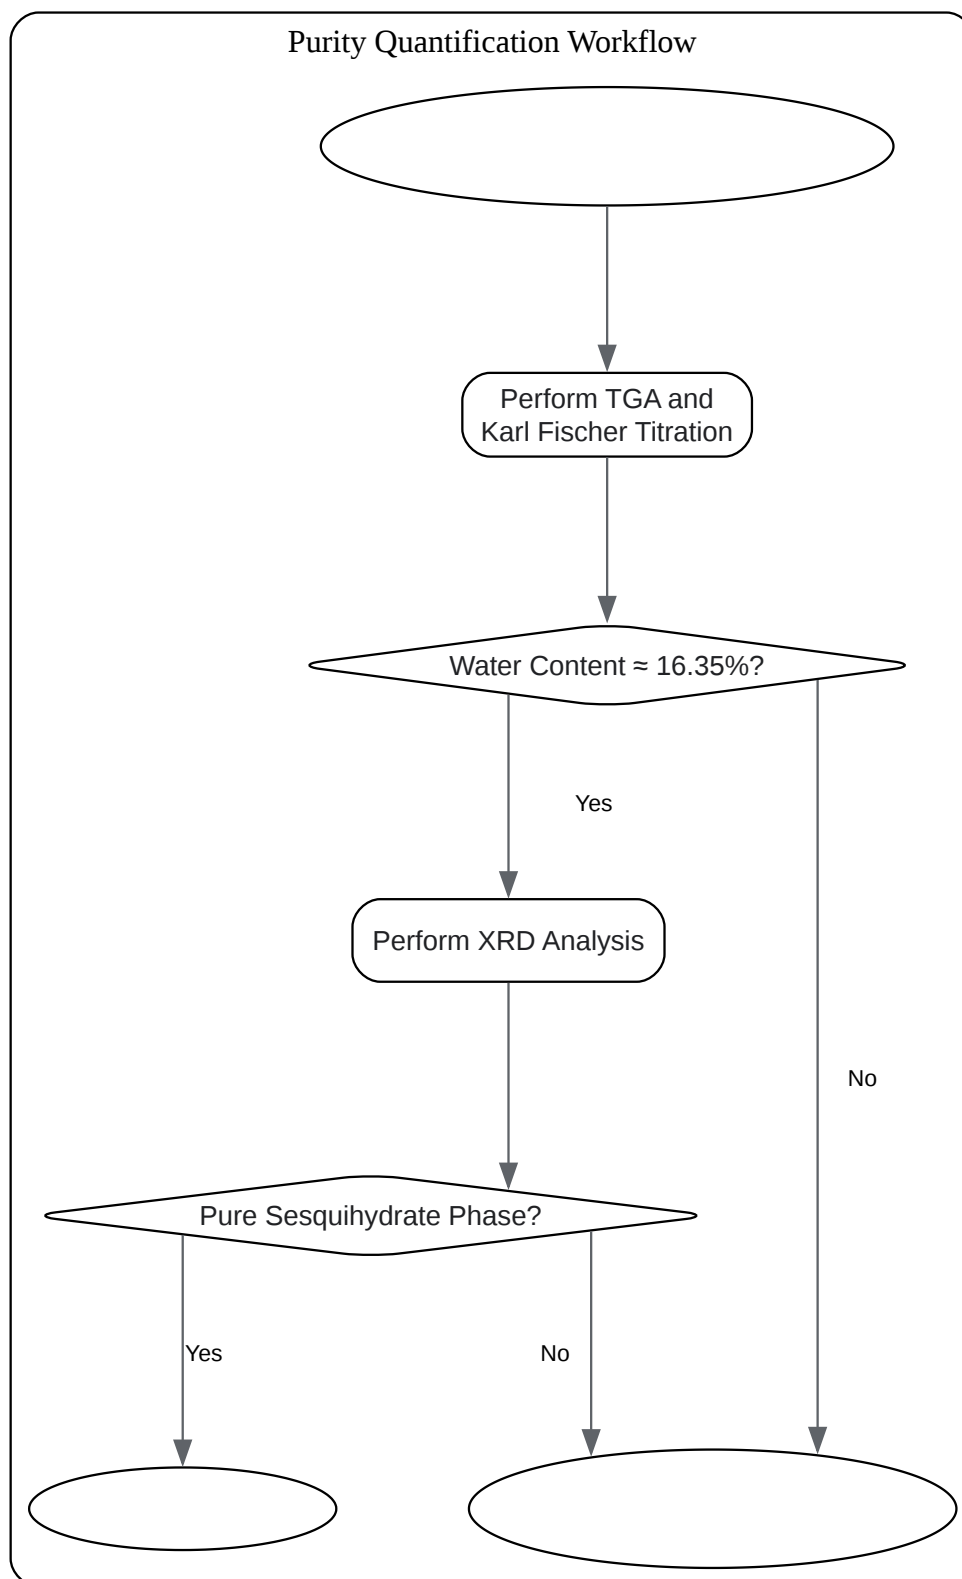 Purity Quantification Workflow
Perform TGA and
Karl Fischer Titration
Water Content ≈ 16.35%?
Yes
Perform XRD Analysis
No
Pure Sesquihydrate Phase?
Yes
No